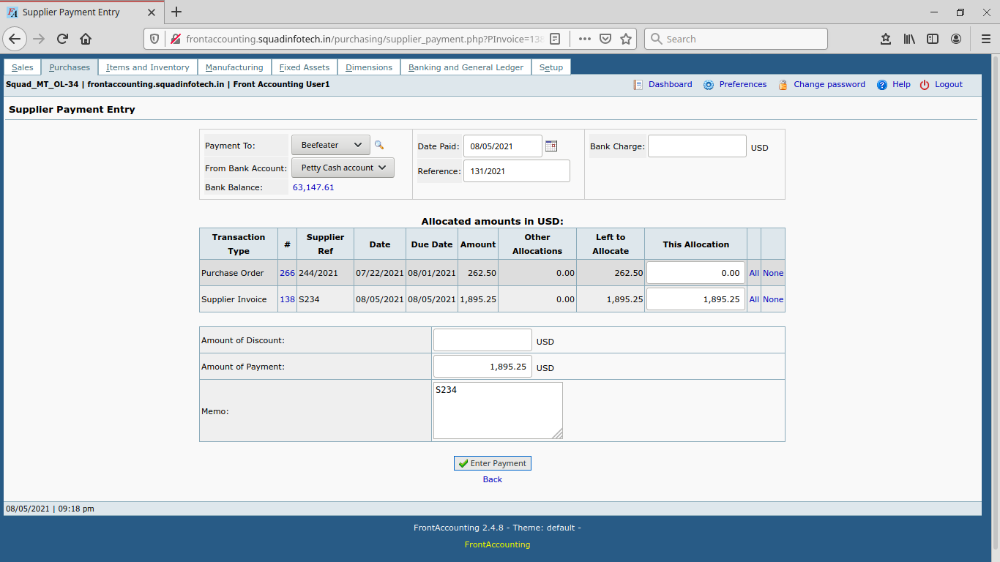 Supplier Payment Entry
frontaccounting.squadinfotech.in/purchasing/supplier_payment.php?PInvoice=138
Search
Sales Purchases Items and Inventory Manufacturing Fixed Assets Dimensions Banking and General Ledger Setup
Squad_MT_OL-34 | frontaccounting.squadinfotech.in | Front Accounting User1
Dashboard Preferences Change password Help Logout
Supplier Payment Entry
Payment To: Beefeater
From Bank Account: Petty Cash account
Bank Balance: 63,147.61
Date Paid: 08/05/2021
Reference: 131/2021
Bank Charge: USD
Allocated amounts in USD:
Transaction Type # Supplier Ref Date Due Date Amount Other Allocations Left to Allocate This Allocation
Purchase Order 266 244/2021 07/22/2021 08/01/2021 262.50 0.00 262.50 0.00 All None
Supplier Invoice 138 S234 08/05/2021 08/05/2021 1,895.25 0.00 1,895.25 1,895.25 All None
Amount of Discount: USD
Amount of Payment: 1,895.25 USD
Memo: S234
Enter Payment
Back
08/05/2021 | 09:18 pm
FrontAccounting 2.4.8 - Theme: default -
FrontAccounting